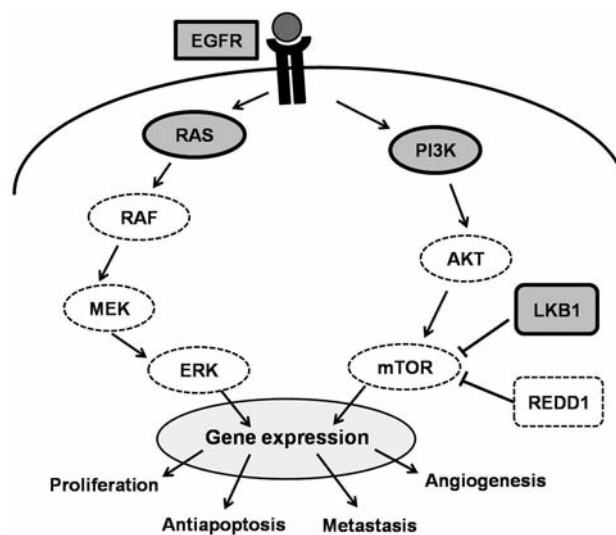 EGFR
RAS
PI3K
RAF
AKT
MEK
LKB1
ERK
mTOR
REDD1
Gene expression
Proliferation
Angiogenesis
Antiapoptosis
Metastasis